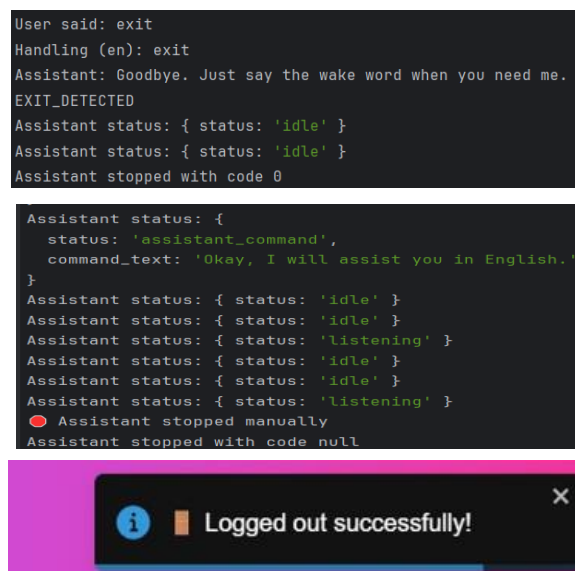 User said: exit
Handling (en): exit
Assistant: Goodbye. Just say the wake word when you need me.
EXIT_DETECTED
Assistant status: { status: 'idle' }
Assistant status: { status: 'idle' }
Assistant stopped with code 0
Assistant status: {
status: 'assistant_command',
command_text: 'Okay, I will assist you in English.'
}
Assistant status: { status: 'idle' }
Assistant status: { status: 'idle' }
Assistant status: { status: 'listening' }
Assistant status: { status: 'idle' }
Assistant status: { status: 'idle' }
Assistant status: { status: 'listening' }
Assistant stopped manually
Assistant stopped with code null
Logged out successfully!